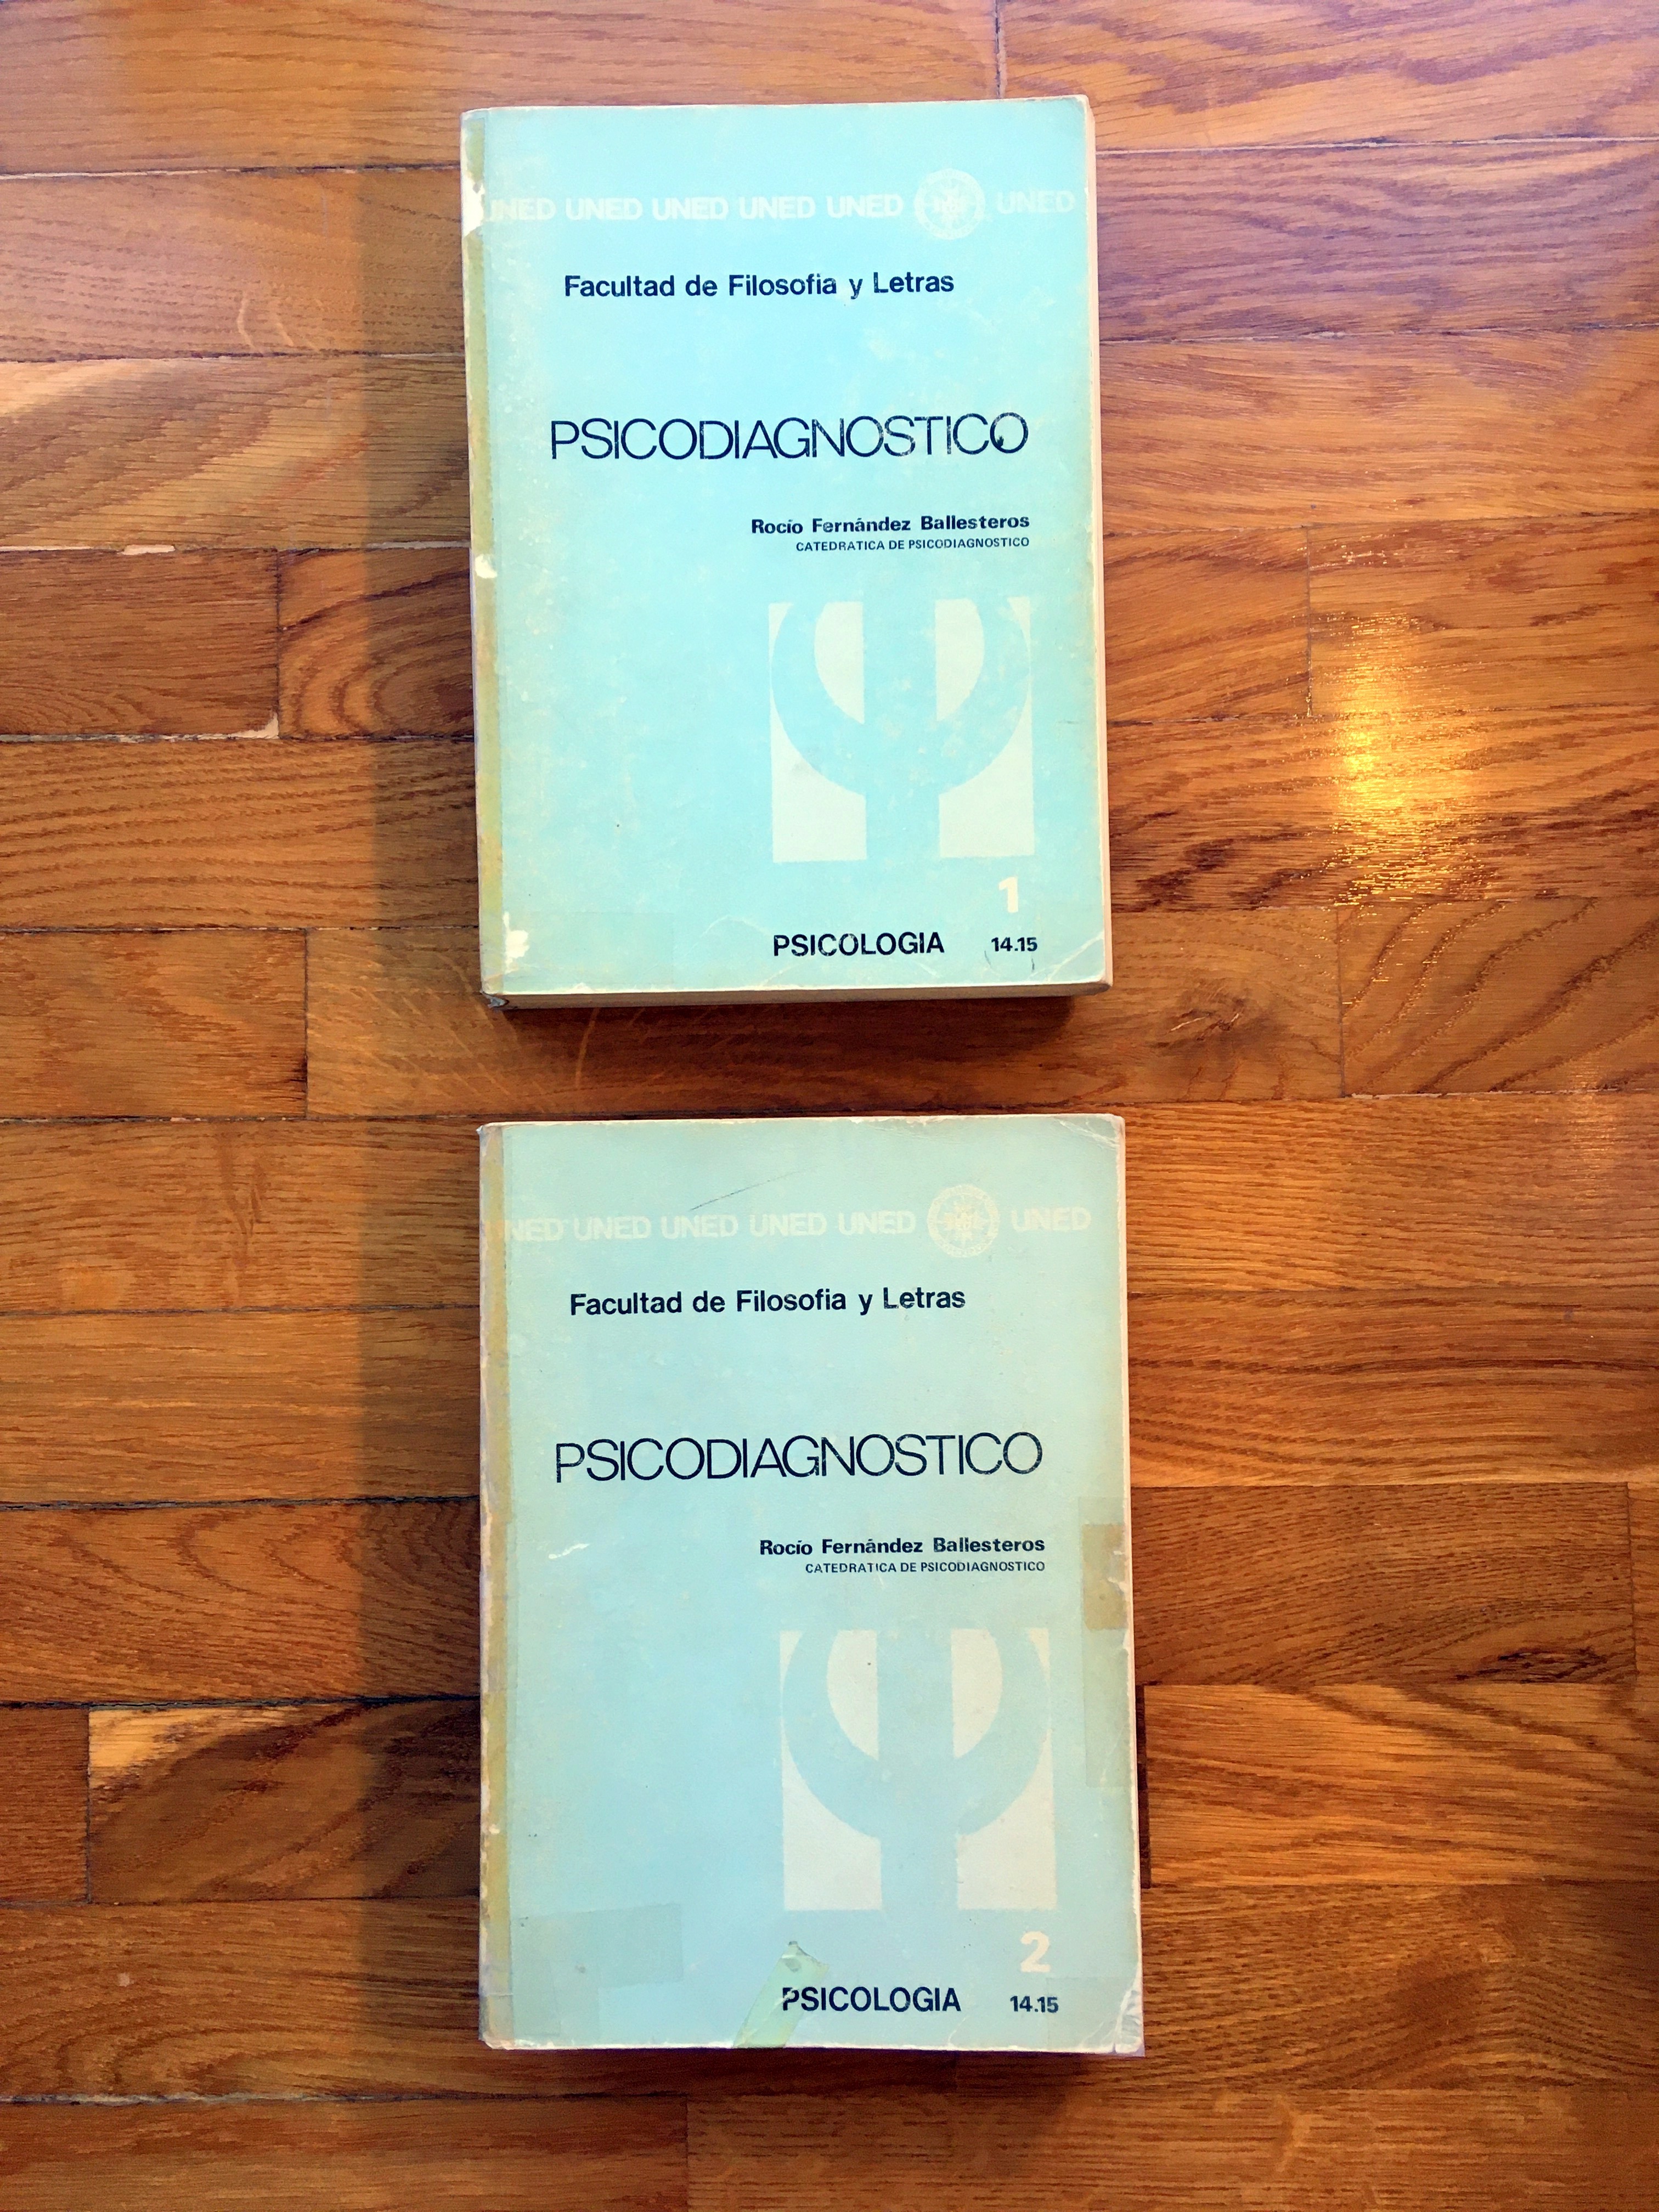 UNED UNED UNED UNED UNED UNED
Facultad de Filosofia y Letras
PSICODIAGNOSTICO
Rocío Fernández Ballesteros
CATEDRATICA DE PSICODIAGNOSTICO
1
PSICOLOGIA 14.15
NED UNED UNED UNED UNED UNED
Facultad de Filosofia y Letras
PSICODIAGNOSTICO
Rocío Fernández Ballesteros
CATEDRATICA DE PSICODIAGNOSTICO
2
PSICOLOGIA 14.15